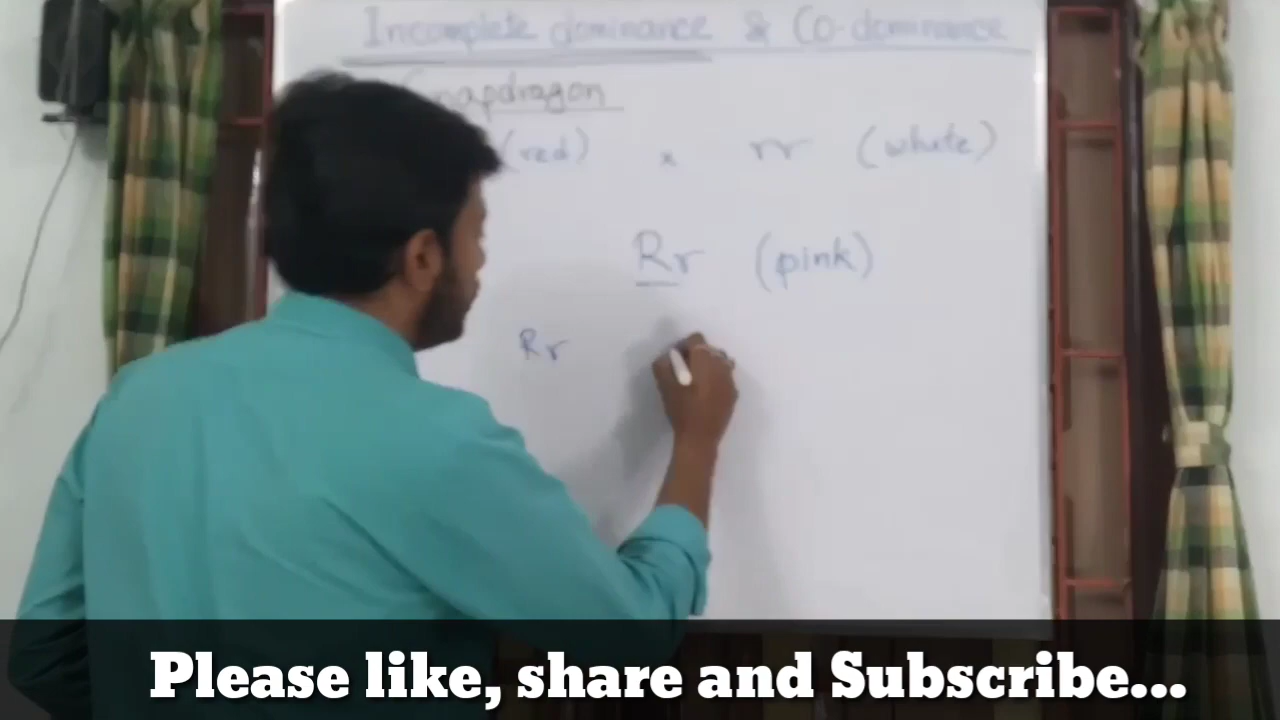 Incomplete dominance & Co-dominance
Snapdragon
(red) x rr (white)
Rr (pink)
Rr
Please like, share and Subscribe...